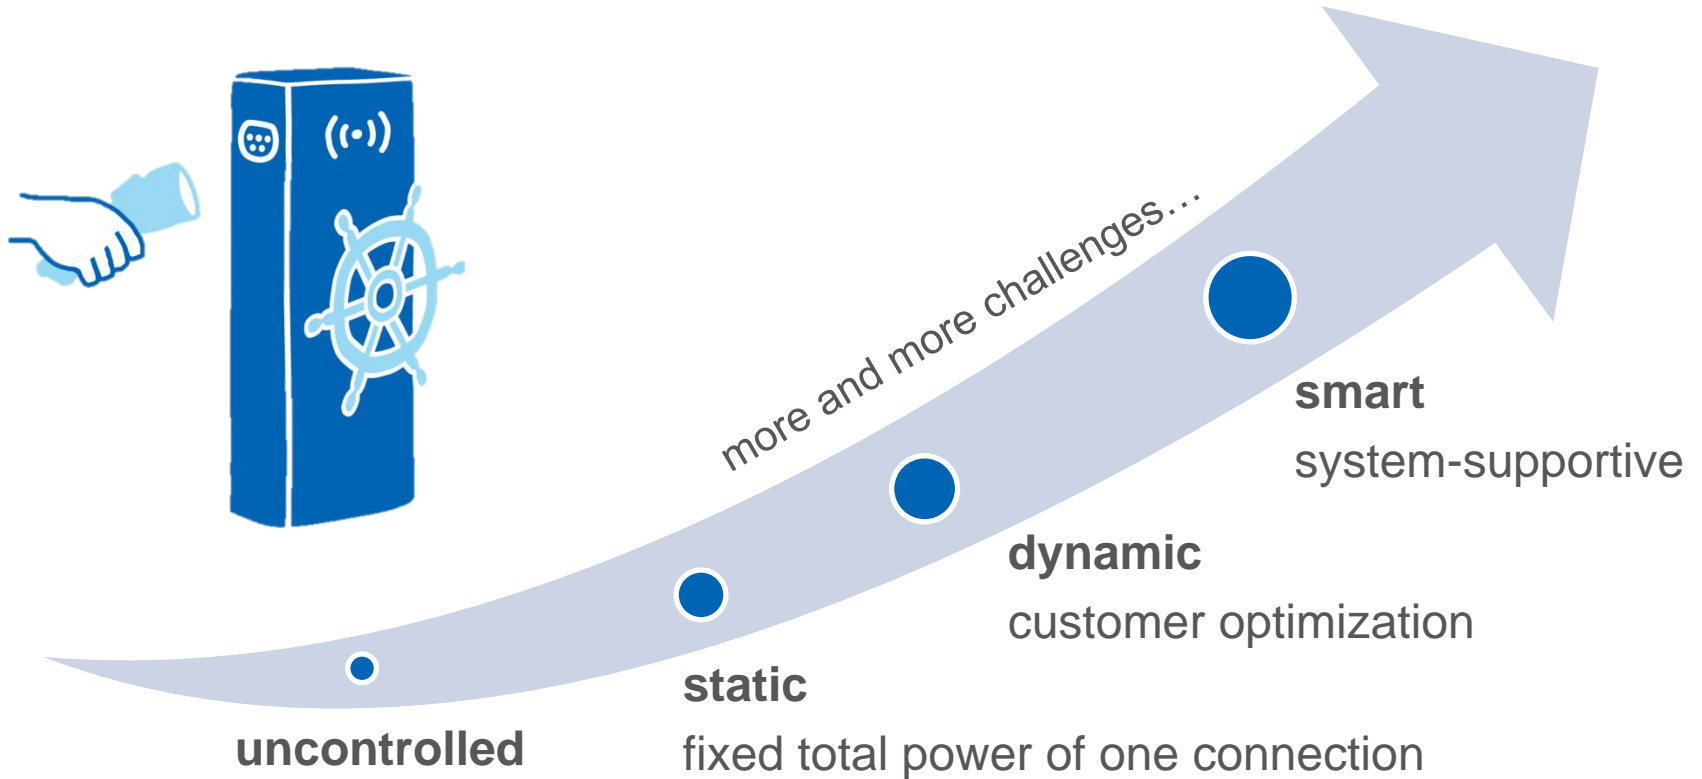 more and more challenges…
smart
system-supportive
dynamic
customer optimization
static
fixed total power of one connection
uncontrolled